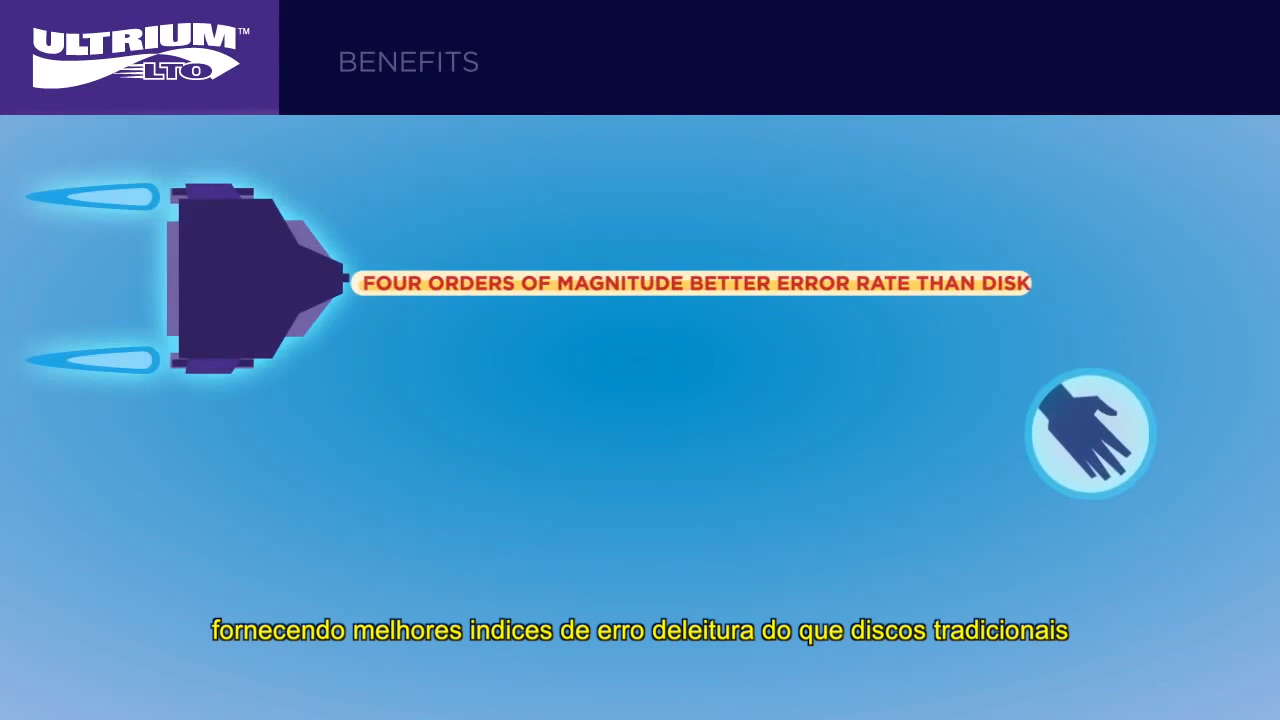 ULTRIUM™
LTO
BENEFITS
FOUR ORDERS OF MAGNITUDE BETTER ERROR RATE THAN DISK
fornecendo melhores indices de erro deleitura do que discos tradicionais